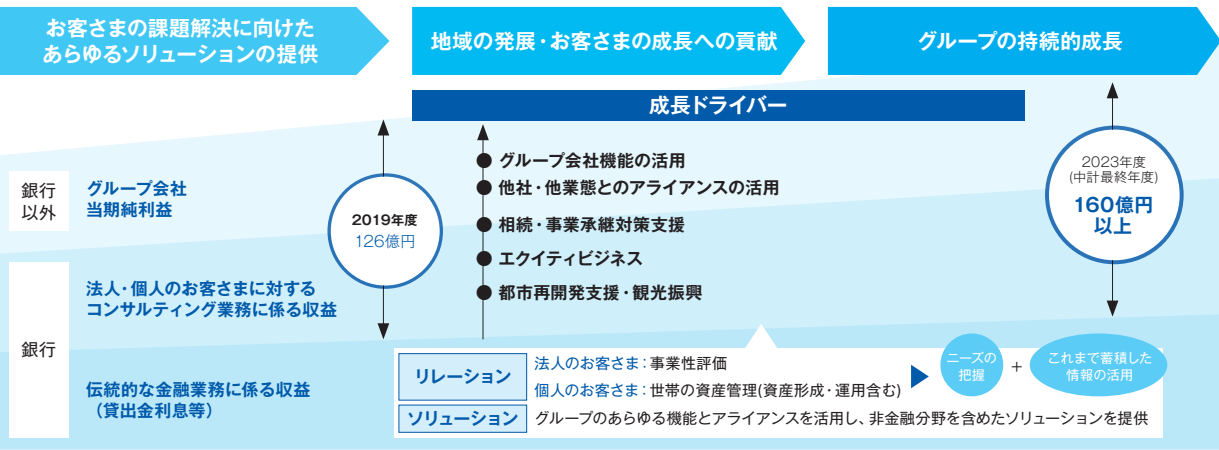 お客さまの課題解決に向けた
あらゆるソリューションの提供
地域の発展・お客さまの成長への貢献
グループの持続的成長
成長ドライバー
銀行
以外
グループ会社
当期純利益
2019年度
126億円
● グループ会社機能の活用
● 他社・他業態とのアライアンスの活用
● 相続・事業承継対策支援
● エクイティビジネス
● 都市再開発支援・観光振興
2023年度
(中計最終年度)
160億円
以上
銀行
法人・個人のお客さまに対する
コンサルティング業務に係る収益
伝統的な金融業務に係る収益
（貸出金利息等）
リレーション
法人のお客さま：事業性評価
個人のお客さま：世帯の資産管理(資産形成・運用含む)
ニーズの
把握
+
これまで蓄積した
情報の活用
ソリューション
グループのあらゆる機能とアライアンスを活用し、非金融分野を含めたソリューションを提供